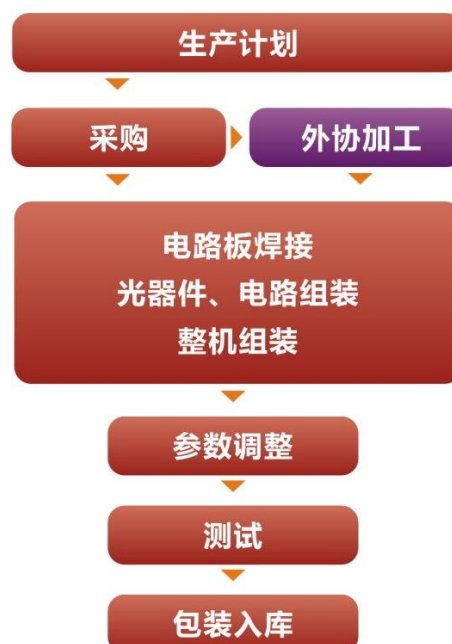 生产计划
采购
外协加工
电路板焊接
光器件、电路组装
整机组装
参数调整
测试
包装入库